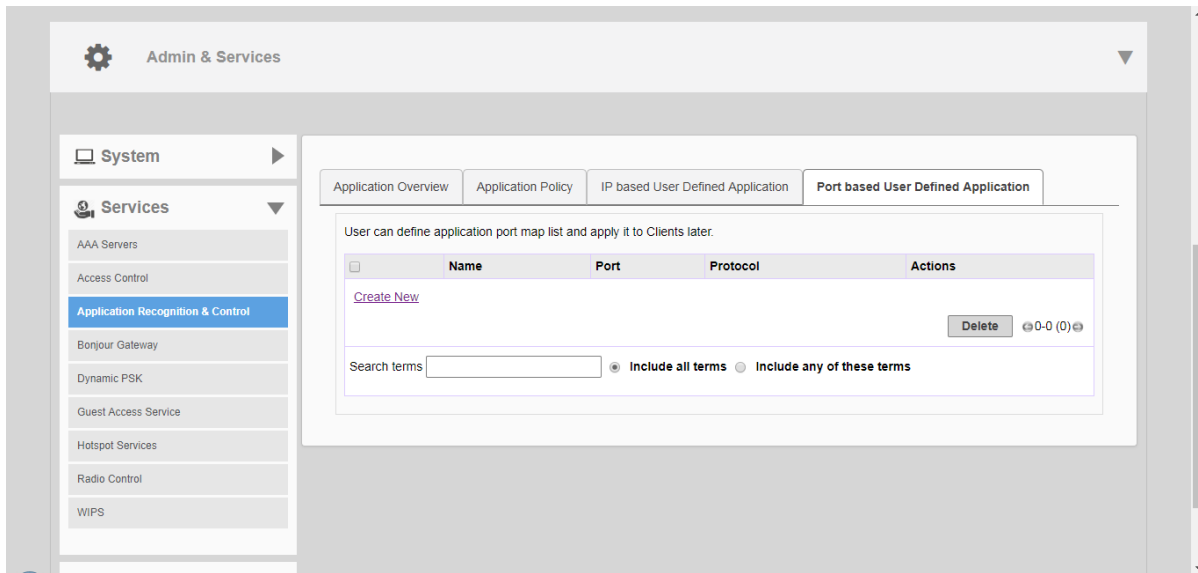 Admin & Services
System
Services
AAA Servers
Access Control
Application Recognition & Control
Bonjour Gateway
Dynamic PSK
Guest Access Service
Hotspot Services
Radio Control
WIPS
Application Overview Application Policy IP based User Defined Application Port based User Defined Application
User can define application port map list and apply it to Clients later.
Name Port Protocol Actions
Create New
Delete 0-0 (0)
Search terms Include all terms Include any of these terms